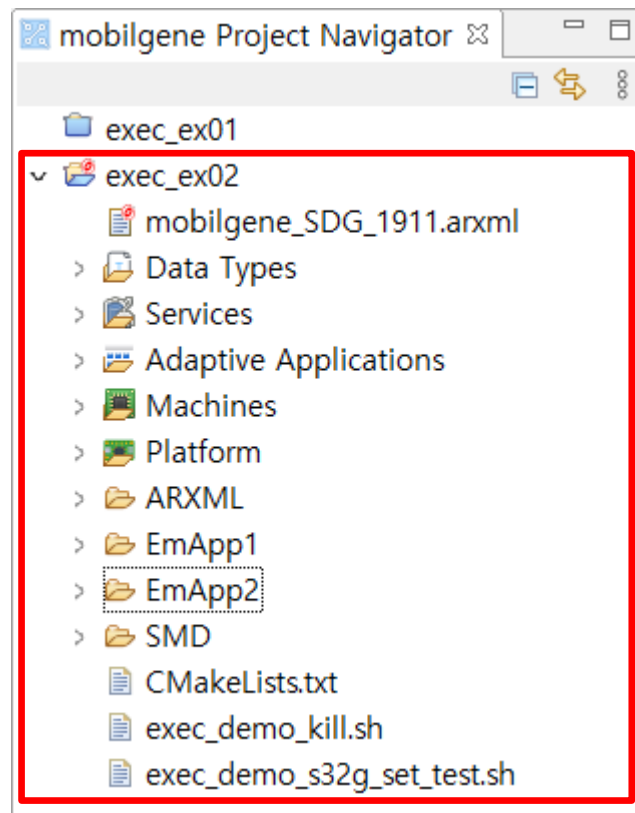 mobilgene Project Navigator
exec_ex01
exec_ex02
mobilgene_SDG_1911.arxml
Data Types
Services
Adaptive Applications
Machines
Platform
ARXML
EmApp1
EmApp2
SMD
CMakeLists.txt
exec_demo_kill.sh
exec_demo_s32g_set_test.sh